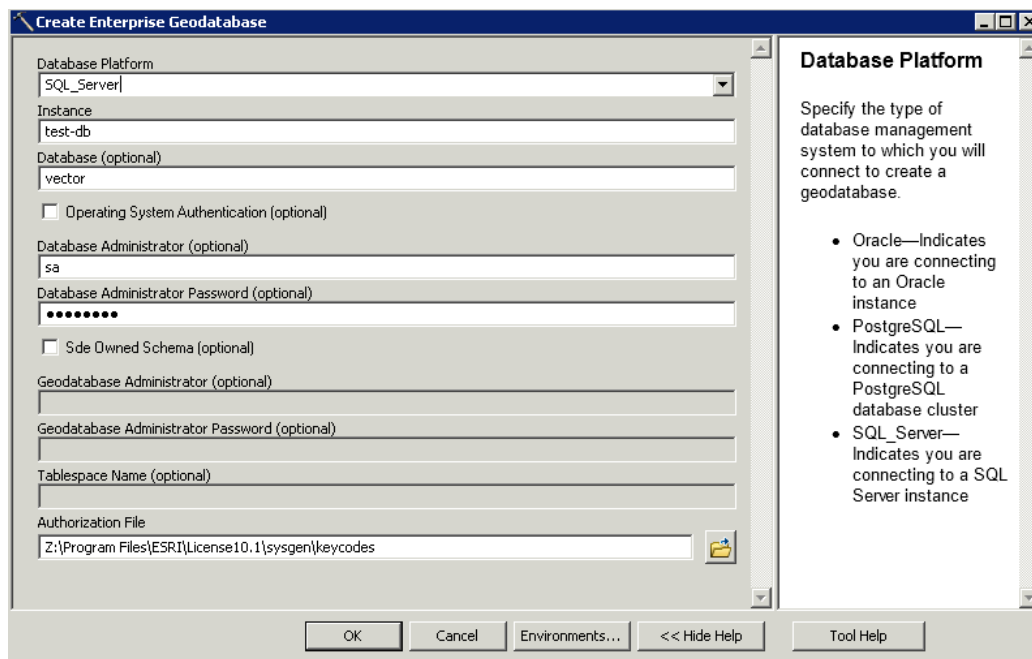 Create Enterprise Geodatabase
Database Platform
SQL_Server
Instance
test-db
Database (optional)
vector
Operating System Authentication (optional)
Database Administrator (optional)
sa
Database Administrator Password (optional)
●●●●●●●●
Sde Owned Schema (optional)
Geodatabase Administrator (optional)
Geodatabase Administrator Password (optional)
Tablespace Name (optional)
Authorization File
Z:\Program Files\ESRI\License10.1\sysgen\keycodes
OK
Cancel
Environments...
<< Hide Help
Tool Help
Database Platform
Specify the type of
database management
system to which you will
connect to create a
geodatabase.
• Oracle—Indicates
you are connecting
to an Oracle
instance
• PostgreSQL—
Indicates you are
connecting to a
PostgreSQL
database cluster
• SQL_Server—
Indicates you are
connecting to a SQL
Server instance